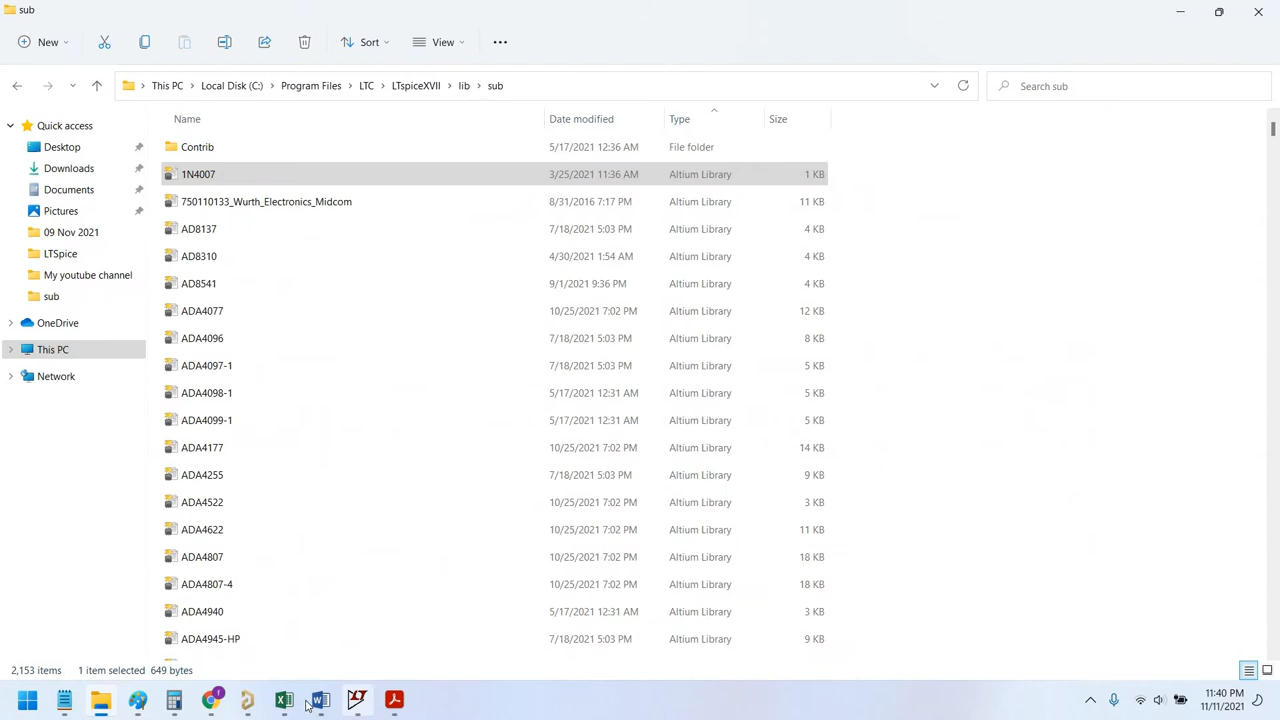 sub
New
Sort
View
This PC > Local Disk (C:) > Program Files > LTC > LTspiceXVII > lib > sub
Search sub
Name Date modified Type Size
Quick access
Desktop
Downloads
Documents
Pictures
09 Nov 2021
LTSpice
My youtube channel
sub
OneDrive
This PC
Network
Contrib 5/17/2021 12:36 AM File folder
1N4007 3/25/2021 11:36 AM Altium Library 1 KB
750110133_Wurth_Electronics_Midcom 8/31/2016 7:17 PM Altium Library 11 KB
AD8137 7/18/2021 5:03 PM Altium Library 4 KB
AD8310 4/30/2021 1:54 AM Altium Library 4 KB
AD8541 9/1/2021 9:36 PM Altium Library 4 KB
ADA4077 10/25/2021 7:02 PM Altium Library 12 KB
ADA4096 7/18/2021 5:03 PM Altium Library 8 KB
ADA4097-1 7/18/2021 5:03 PM Altium Library 5 KB
ADA4098-1 5/17/2021 12:31 AM Altium Library 5 KB
ADA4099-1 5/17/2021 12:31 AM Altium Library 5 KB
ADA4177 10/25/2021 7:02 PM Altium Library 14 KB
ADA4255 7/18/2021 5:03 PM Altium Library 9 KB
ADA4522 10/25/2021 7:02 PM Altium Library 3 KB
ADA4622 10/25/2021 7:02 PM Altium Library 11 KB
ADA4807 10/25/2021 7:02 PM Altium Library 18 KB
ADA4807-4 10/25/2021 7:02 PM Altium Library 18 KB
ADA4940 5/17/2021 12:31 AM Altium Library 3 KB
ADA4945-HP 7/18/2021 5:03 PM Altium Library 9 KB
2,153 items 1 item selected 649 bytes
11:40 PM
11/11/2021